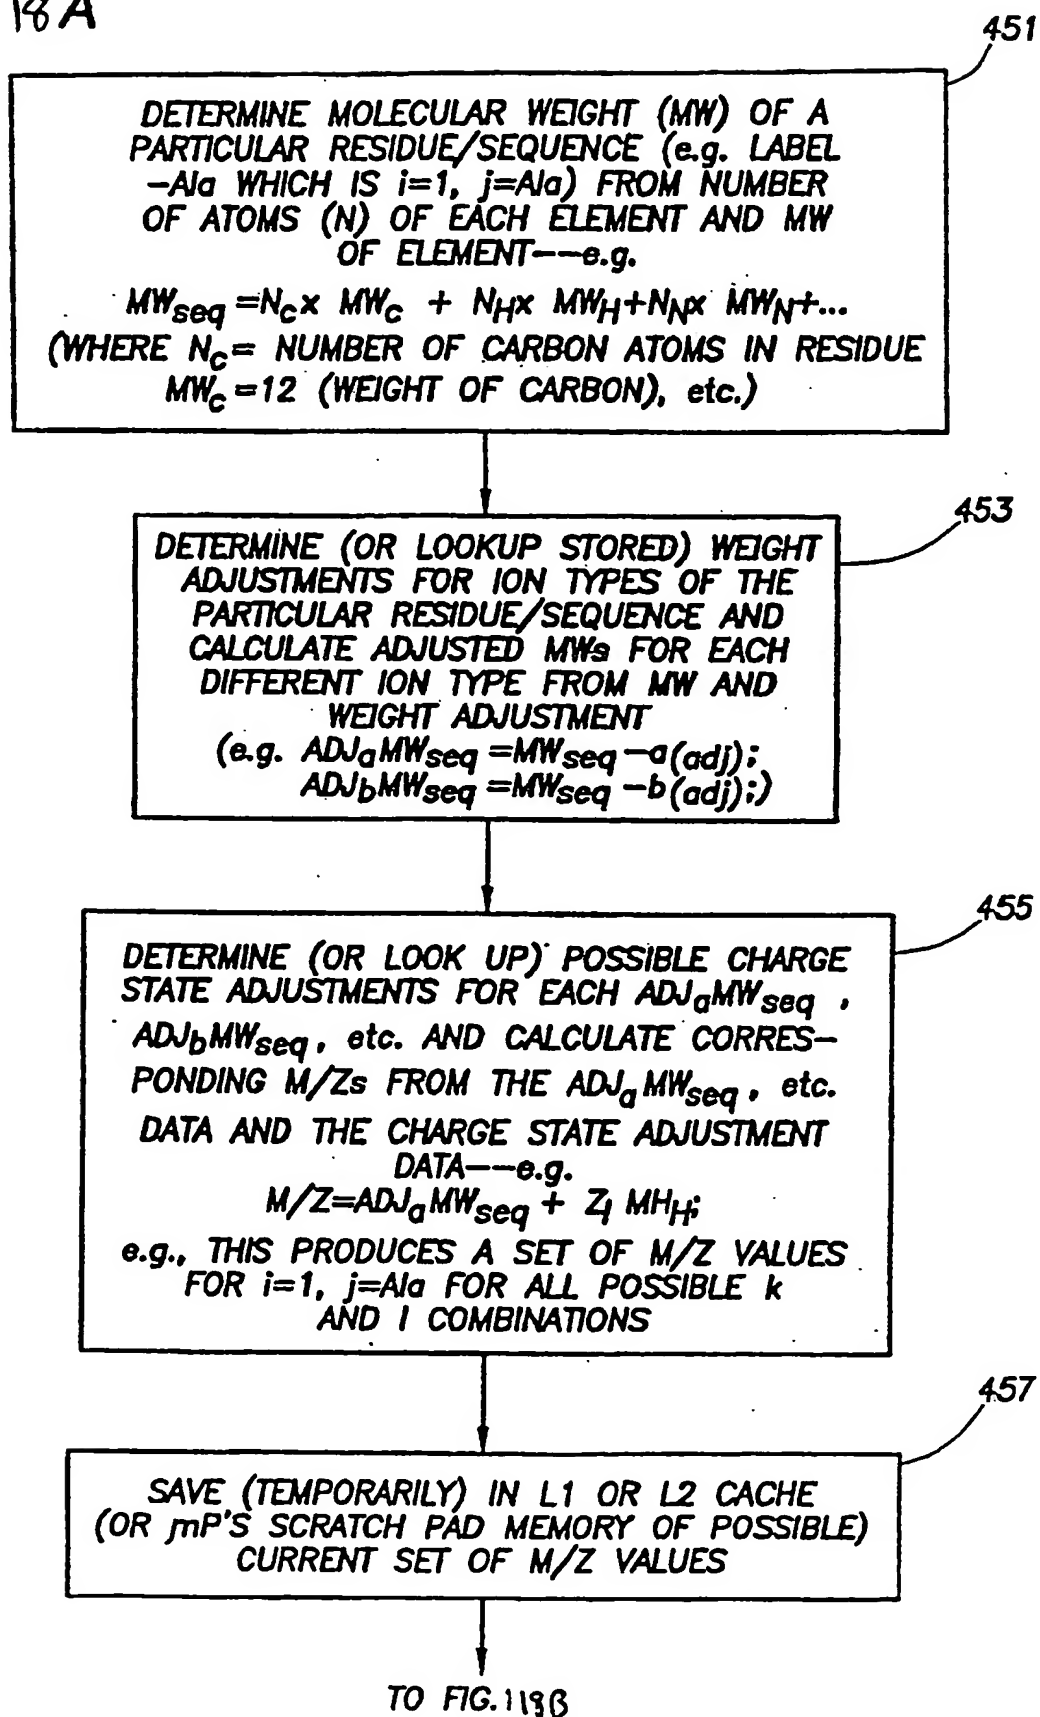 18A
451
DETERMINE MOLECULAR WEIGHT (MW) OF A
PARTICULAR RESIDUE/SEQUENCE (e.g. LABEL
-Ala WHICH IS i=1, j=Ala) FROM NUMBER
OF ATOMS (N) OF EACH ELEMENT AND MW
OF ELEMENT--e.g.
MWseq =Ncx MWc + NHx MWH+NNx MWN+...
(WHERE Nc= NUMBER OF CARBON ATOMS IN RESIDUE
MWc=12 (WEIGHT OF CARBON), etc.)
453
DETERMINE (OR LOOKUP STORED) WEIGHT
ADJUSTMENTS FOR ION TYPES OF THE
PARTICULAR RESIDUE/SEQUENCE AND
CALCULATE ADJUSTED MWs FOR EACH
DIFFERENT ION TYPE FROM MW AND
WEIGHT ADJUSTMENT
(e.g. ADJaMWseq =MWseq -a(adj);
ADJbMWseq =MWseq -b(adj);)
455
DETERMINE (OR LOOK UP) POSSIBLE CHARGE
STATE ADJUSTMENTS FOR EACH ADJaMWseq ,
ADJbMWseq, etc. AND CALCULATE CORRES-
PONDING M/Zs FROM THE ADJaMWseq, etc.
DATA AND THE CHARGE STATE ADJUSTMENT
DATA--e.g.
M/Z=ADJaMWseq + Zl MHH;
e.g., THIS PRODUCES A SET OF M/Z VALUES
FOR i=1, j=Ala FOR ALL POSSIBLE k
AND l COMBINATIONS
457
SAVE (TEMPORARILY) IN L1 OR L2 CACHE
(OR mP'S SCRATCH PAD MEMORY OF POSSIBLE)
CURRENT SET OF M/Z VALUES
TO FIG.